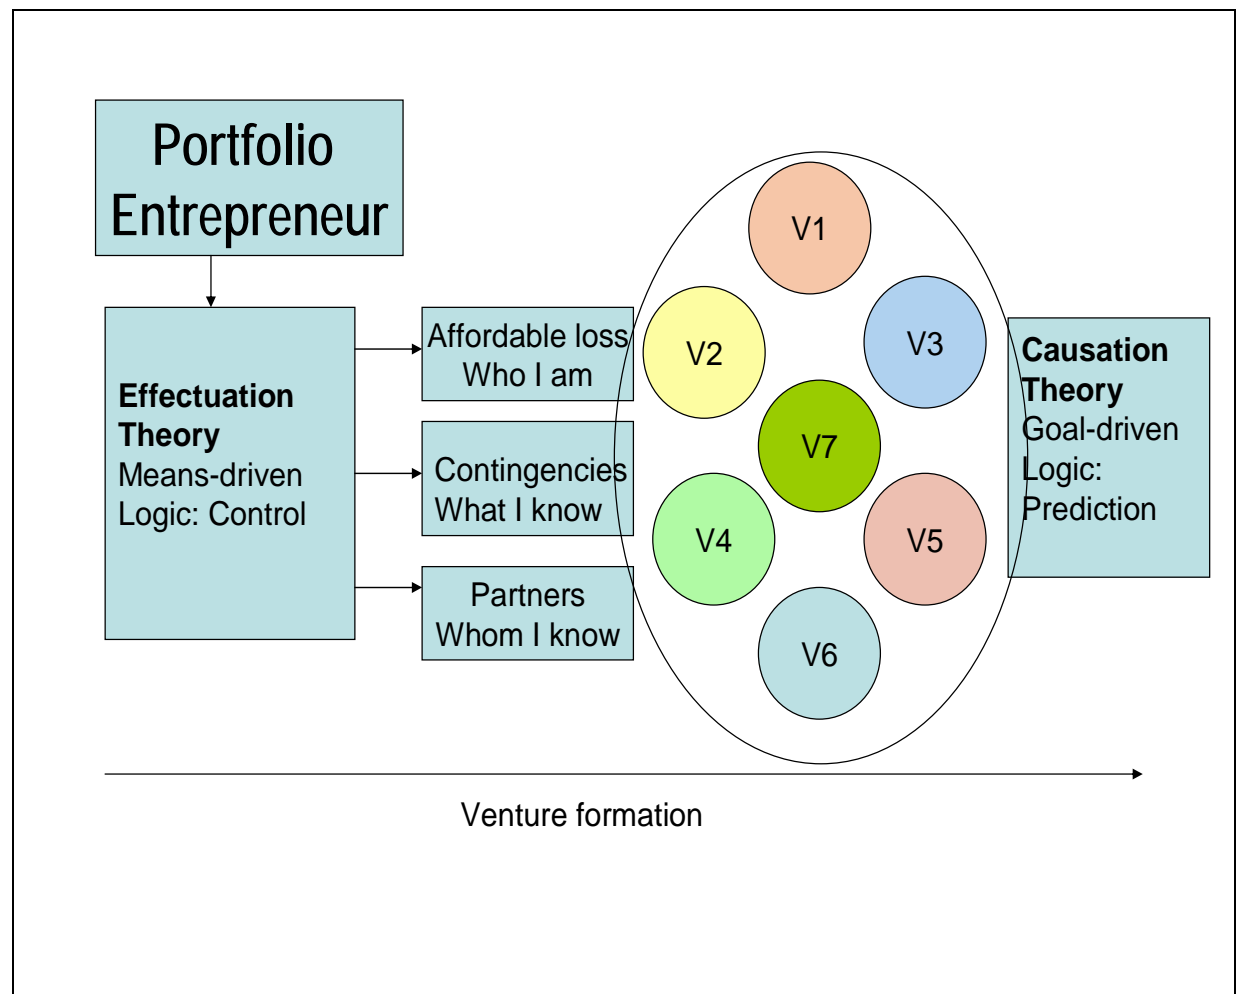 Portfolio
Entrepreneur
Effectuation
Theory
Means-driven
Logic: Control
Affordable loss
Who I am
Contingencies
What I know
Partners
Whom I know
V1
V2
V3
V7
V4
V5
V6
Causation
Theory
Goal-driven
Logic:
Prediction
Venture formation